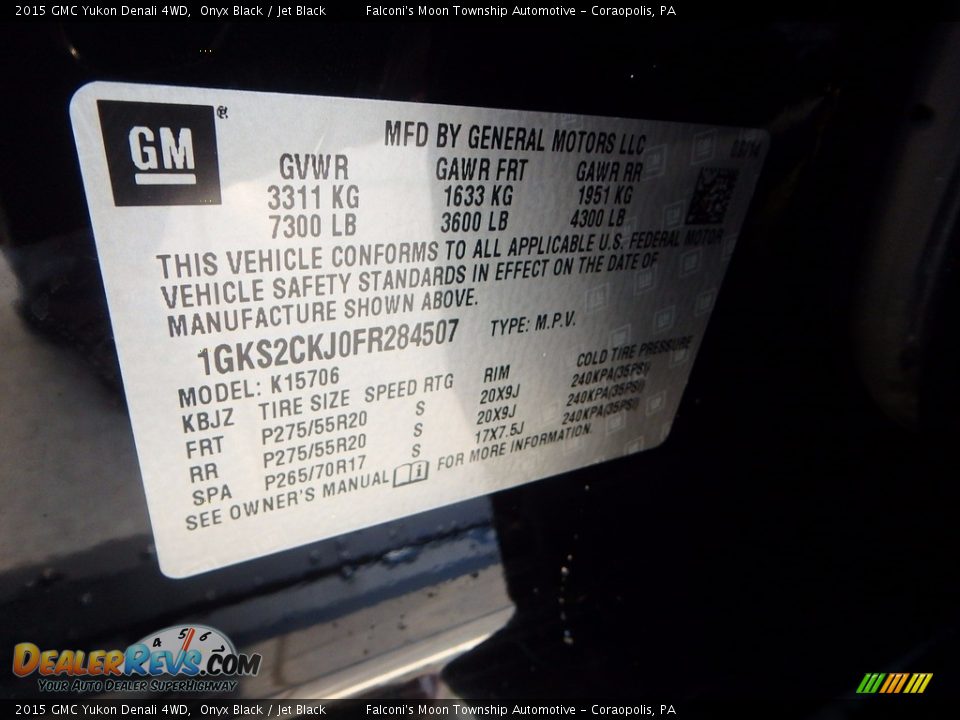 2015 GMC Yukon Denali 4WD, Onyx Black / Jet Black Falconi's Moon Township Automotive - Coraopolis, PA
GM ®
MFD BY GENERAL MOTORS LLC
GVWR GAWR FRT GAWR RR
3311 KG 1633 KG 1951 KG
7300 LB 3600 LB 4300 LB
THIS VEHICLE CONFORMS TO ALL APPLICABLE U.S. FEDERAL MOTOR
VEHICLE SAFETY STANDARDS IN EFFECT ON THE DATE OF
MANUFACTURE SHOWN ABOVE.
1GKS2CKJ0FR284507 TYPE: M.P.V.
MODEL: K15706
KBJZ TIRE SIZE SPEED RTG RIM COLD TIRE PRESSURE
FRT P275/55R20 S 20X9J 240KPA(35PSI)
RR P275/55R20 S 20X9J 240KPA(35PSI)
SPA P265/70R17 S 17X7.5J 240KPA(35PSI)
SEE OWNER'S MANUAL FOR MORE INFORMATION.
4 5 6
DealerRevs.com
Your Auto Dealer SuperHighway
2015 GMC Yukon Denali 4WD, Onyx Black / Jet Black Falconi's Moon Township Automotive - Coraopolis, PA